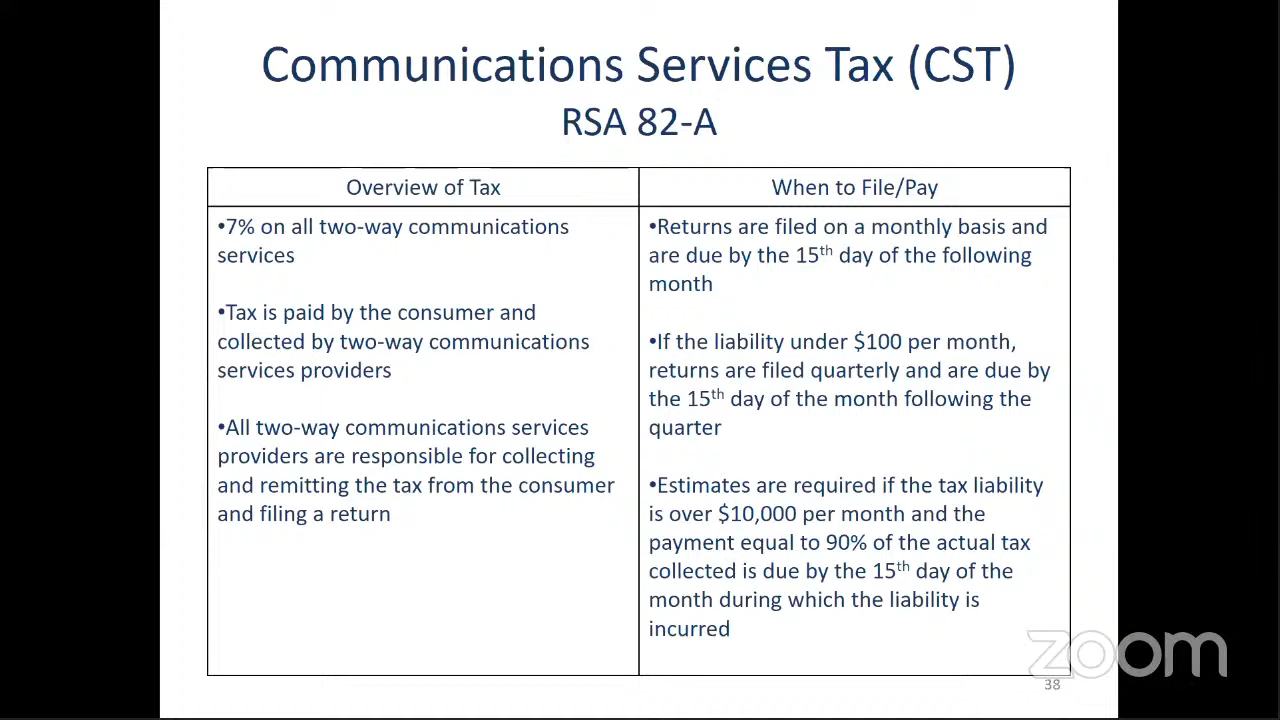 Communications Services Tax (CST)
RSA 82-A
Overview of Tax
•7% on all two-way communications
services
•Tax is paid by the consumer and
collected by two-way communications
services providers
•All two-way communications services
providers are responsible for collecting
and remitting the tax from the consumer
and filing a return
When to File/Pay
•Returns are filed on a monthly basis and
are due by the 15th day of the following
month
•If the liability under $100 per month,
returns are filed quarterly and are due by
the 15th day of the month following the
quarter
•Estimates are required if the tax liability
is over $10,000 per month and the
payment equal to 90% of the actual tax
collected is due by the 15th day of the
month during which the liability is
incurred
zoom
38